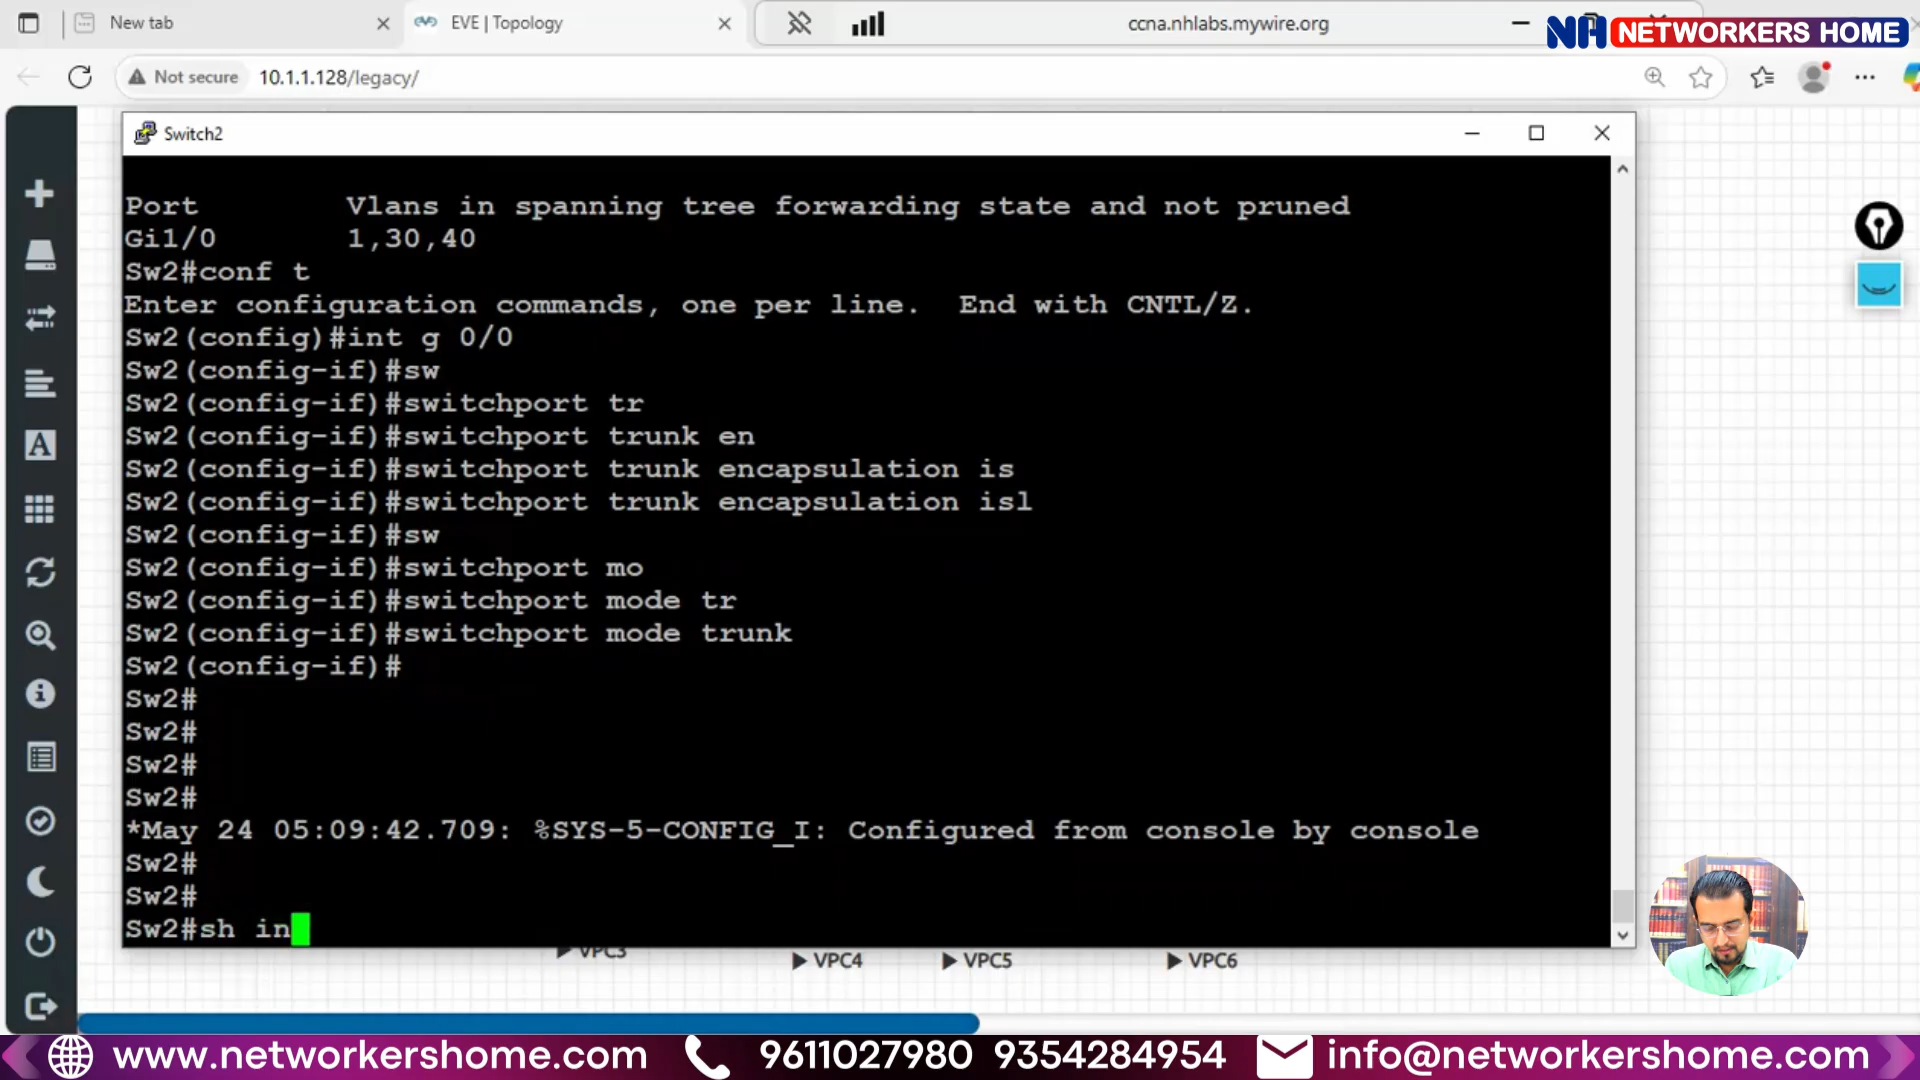 New tab
EVE | Topology
ccna.nhlabs.mywire.org
NH NETWORKERS HOME
Not secure
10.1.1.128/legacy/
Switch2
Port        Vlans in spanning tree forwarding state and not pruned
Gi1/0       1,30,40
Sw2#conf t
Enter configuration commands, one per line.  End with CNTL/Z.
Sw2(config)#int g 0/0
Sw2(config-if)#sw
Sw2(config-if)#switchport tr
Sw2(config-if)#switchport trunk en
Sw2(config-if)#switchport trunk encapsulation is
Sw2(config-if)#switchport trunk encapsulation isl
Sw2(config-if)#sw
Sw2(config-if)#switchport mo
Sw2(config-if)#switchport mode tr
Sw2(config-if)#switchport mode trunk
Sw2(config-if)#
Sw2#
Sw2#
Sw2#
Sw2#
*May 24 05:09:42.709: %SYS-5-CONFIG_I: Configured from console by console
Sw2#
Sw2#
Sw2#sh in
VPC3
VPC4
VPC5
VPC6
www.networkershome.com
9611027980 9354284954
info@networkershome.com